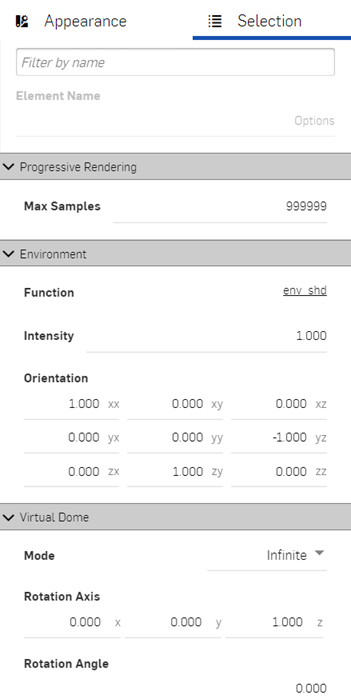 Appearance Selection
Filter by name
Element Name
Options
Progressive Rendering
Max Samples 999999
Environment
Function env_shd
Intensity 1.000
Orientation
1.000 xx 0.000 xy 0.000 xz
0.000 yx 0.000 yy -1.000 yz
0.000 zx 1.000 zy 0.000 zz
Virtual Dome
Mode Infinite
Rotation Axis
0.000 x 0.000 y 1.000 z
Rotation Angle
0.000